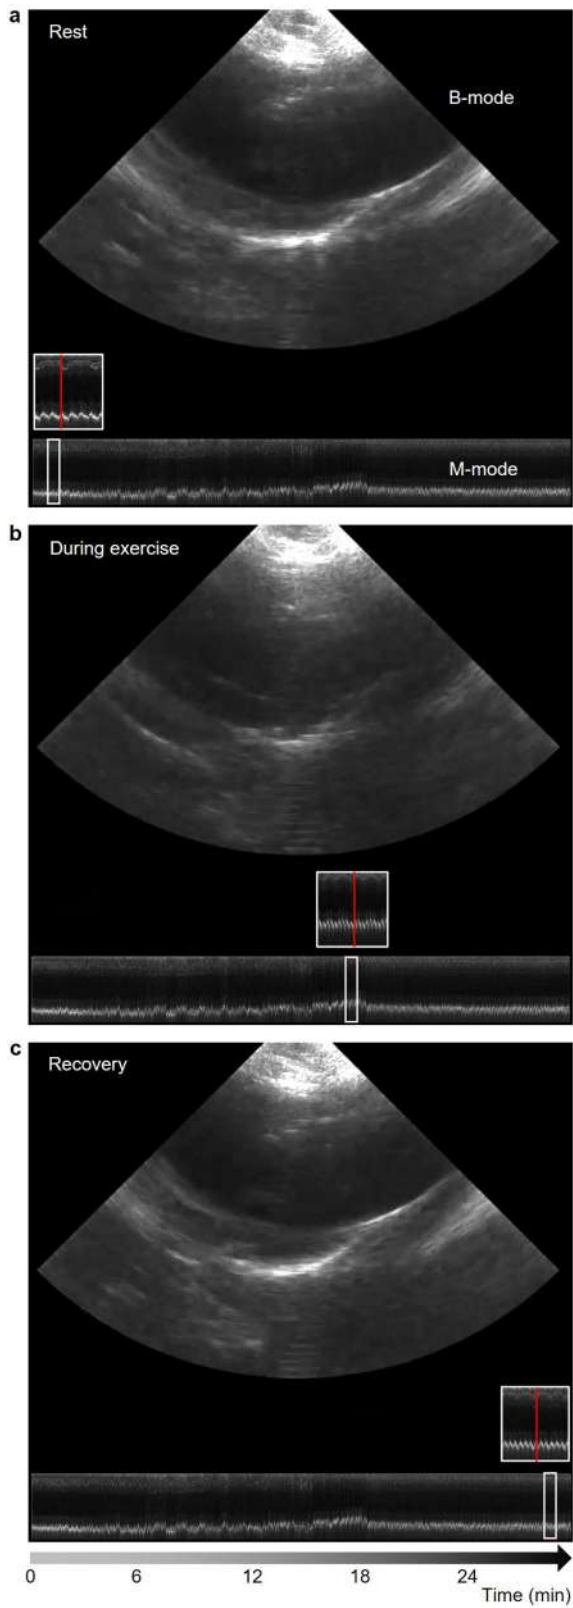 a
Rest
B-mode
M-mode
b
During exercise
c
Recovery
0 6 12 18 24
Time (min)